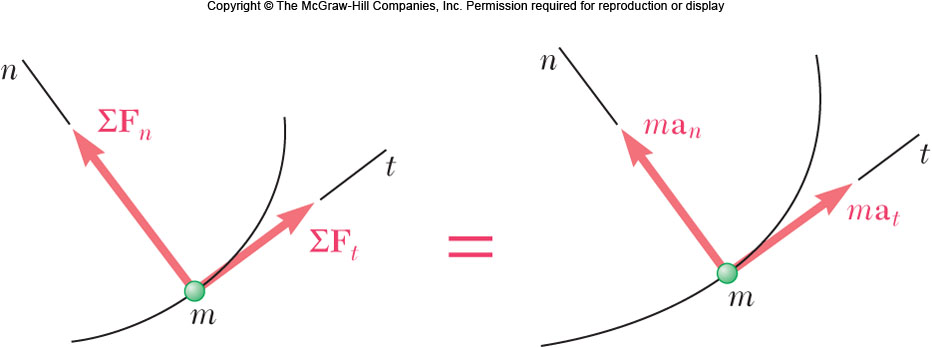 Copyright © The McGraw-Hill Companies, Inc. Permission required for reproduction or display
n
ΣFₙ
t
ΣFₜ
m
=
n
maₙ
t
maₜ
m